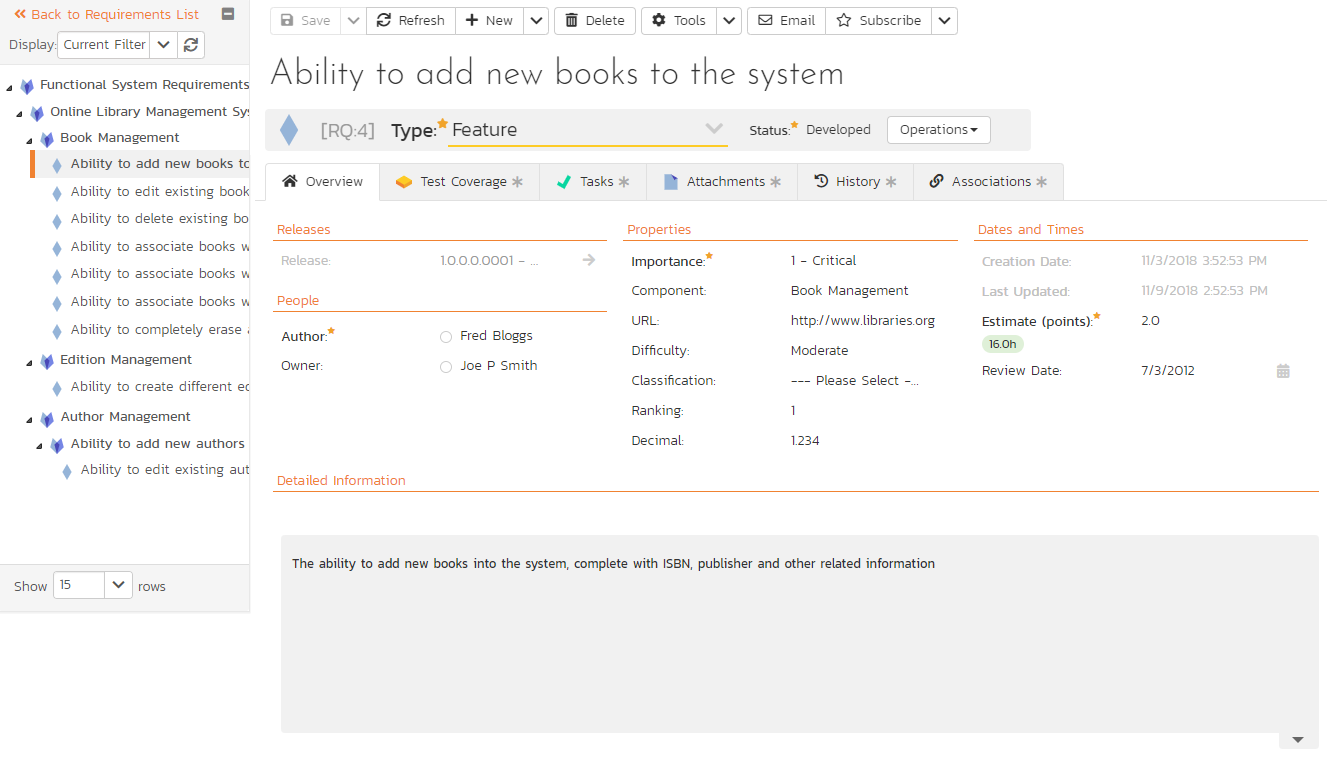 Back to Requirements List
Display: Current Filter
Functional System Requirements
Online Library Management Sys
Book Management
Ability to add new books to
Ability to edit existing book
Ability to delete existing bo
Ability to associate books w
Ability to associate books w
Ability to associate books w
Ability to completely erase a
Edition Management
Ability to create different ed
Author Management
Ability to add new authors
Ability to edit existing aut
Show 15 rows
Save Refresh New Delete Tools Email Subscribe
Ability to add new books to the system
[RQ:4] Type: Feature Status: Developed Operations
Overview Test Coverage Tasks Attachments History Associations
Releases
Release: 1.0.0.0.0001 - ...
People
Author: Fred Bloggs
Owner: Joe P Smith
Properties
Importance: 1 - Critical
Component: Book Management
URL: http://www.libraries.org
Difficulty: Moderate
Classification: --- Please Select -...
Ranking: 1
Decimal: 1.234
Dates and Times
Creation Date: 11/3/2018 3:52:53 PM
Last Updated: 11/9/2018 2:52:53 PM
Estimate (points): 2.0
16.0h
Review Date: 7/3/2012
Detailed Information
The ability to add new books into the system, complete with ISBN, publisher and other related information